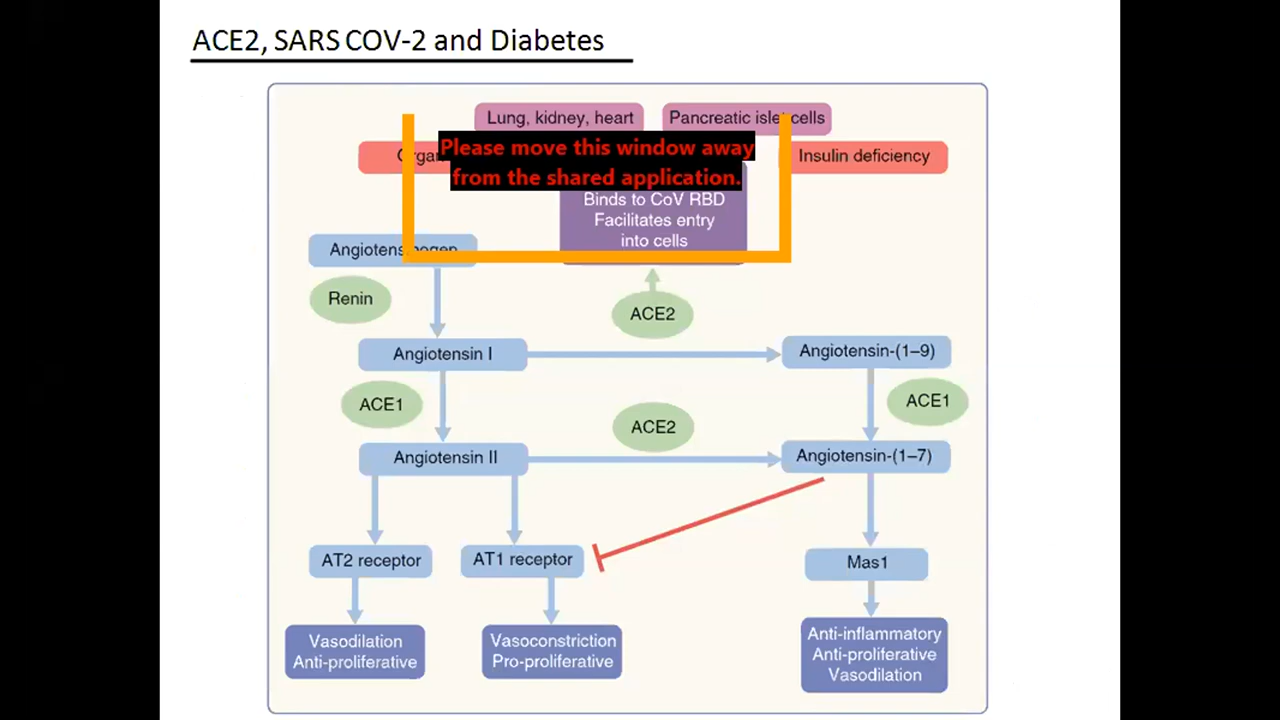 ACE2, SARS COV-2 and Diabetes
Lung, kidney, heart
Pancreatic islet cells
Please move this window away
from the shared application.
Insulin deficiency
Binds to CoV RBD
Facilitates entry
into cells
Angiotensinogen
Renin
ACE2
Angiotensin I
Angiotensin-(1–9)
ACE1
ACE2
ACE1
Angiotensin II
Angiotensin-(1–7)
AT2 receptor
AT1 receptor
Mas1
Vasodilation
Anti-proliferative
Vasoconstriction
Pro-proliferative
Anti-inflammatory
Anti-proliferative
Vasodilation